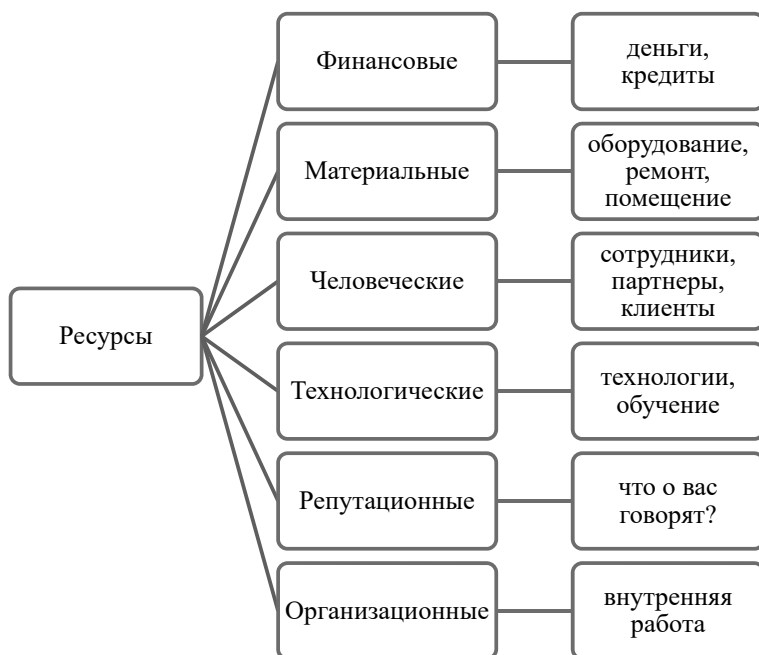 Ресурсы
Финансовые
деньги,
кредиты
Материальные
оборудование,
ремонт,
помещение
Человеческие
сотрудники,
партнеры,
клиенты
Технологические
технологии,
обучение
Репутационные
что о вас
говорят?
Организационные
внутренняя
работа